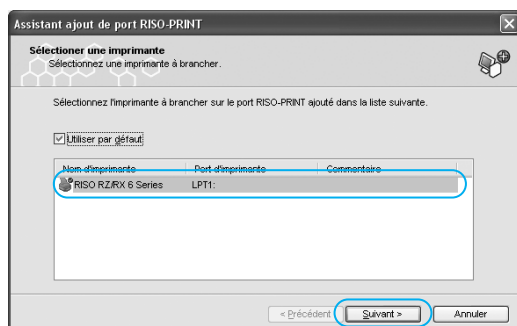 Assistant ajout de port RISO-PRINT
Sélectioner une imprimante
Sélectionnez une imprimante à brancher.
Sélectionnez l'imprimante à brancher sur le port RISO-PRINT ajouté dans la liste suivante.
Utiliser par défaut
Nom d'imprimante Port d'imprimante Commentaire
RISO RZ/RX 6 Series LPT1:
< Précédent Suivant > Annuler